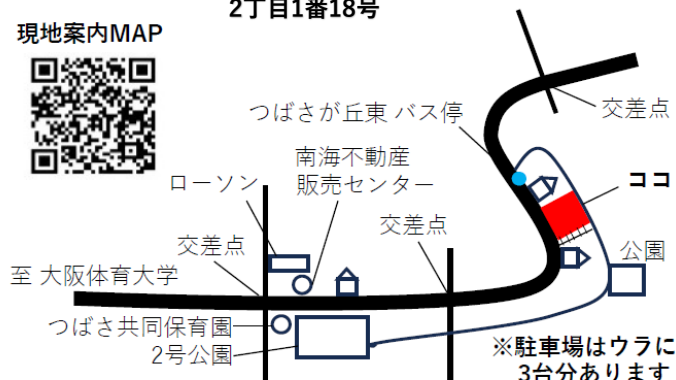 2丁目1番18号
現地案内MAP
つばさが丘東 バス停
交差点
南海不動産
販売センター
ローソン
ココ
交差点
交差点
公園
至 大阪体育大学
つばさ共同保育園
2号公園
※駐車場はウラに
3台分あります